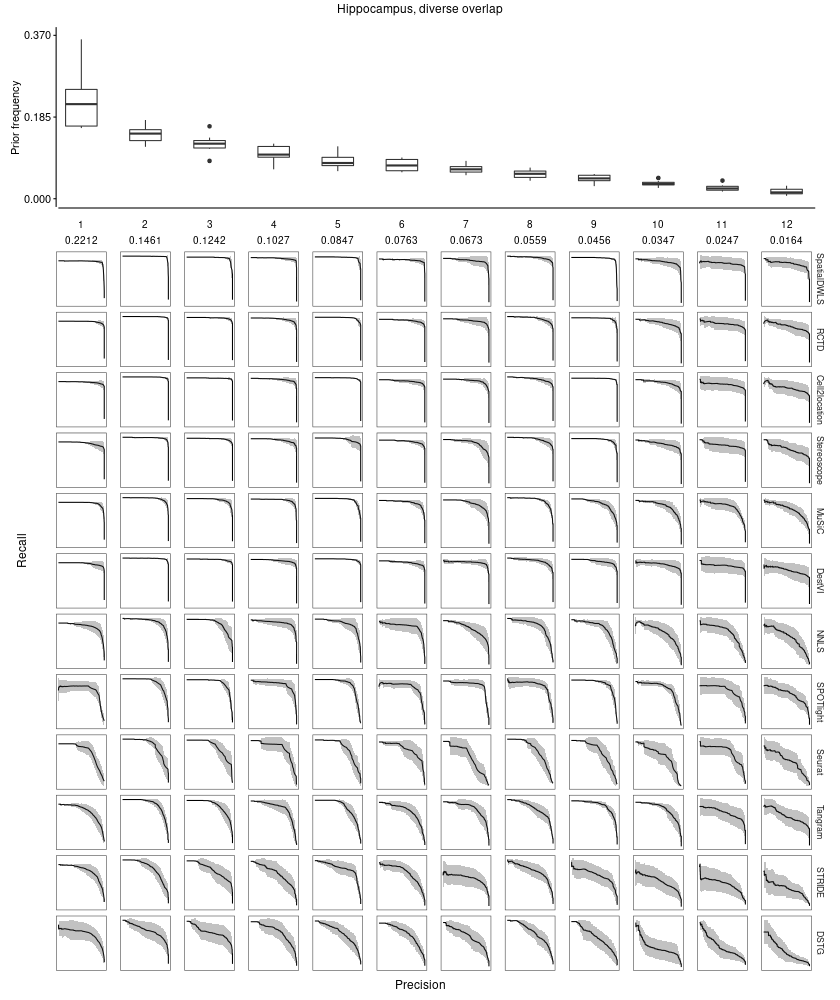 Hippocampus, diverse overlap
0.370
0.185
0.000
Prior frequency
1 2 3 4 5 6 7 8 9 10 11 12
0.2212 0.1461 0.1242 0.1027 0.0847 0.0763 0.0673 0.0559 0.0456 0.0347 0.0247 0.0164
SpatialDWLS
RCTD
Cell2location
Stereoscope
MuSiC
DestVI
NNLS
SPOTlight
Seurat
Tangram
STRIDE
DSTG
Recall
Precision